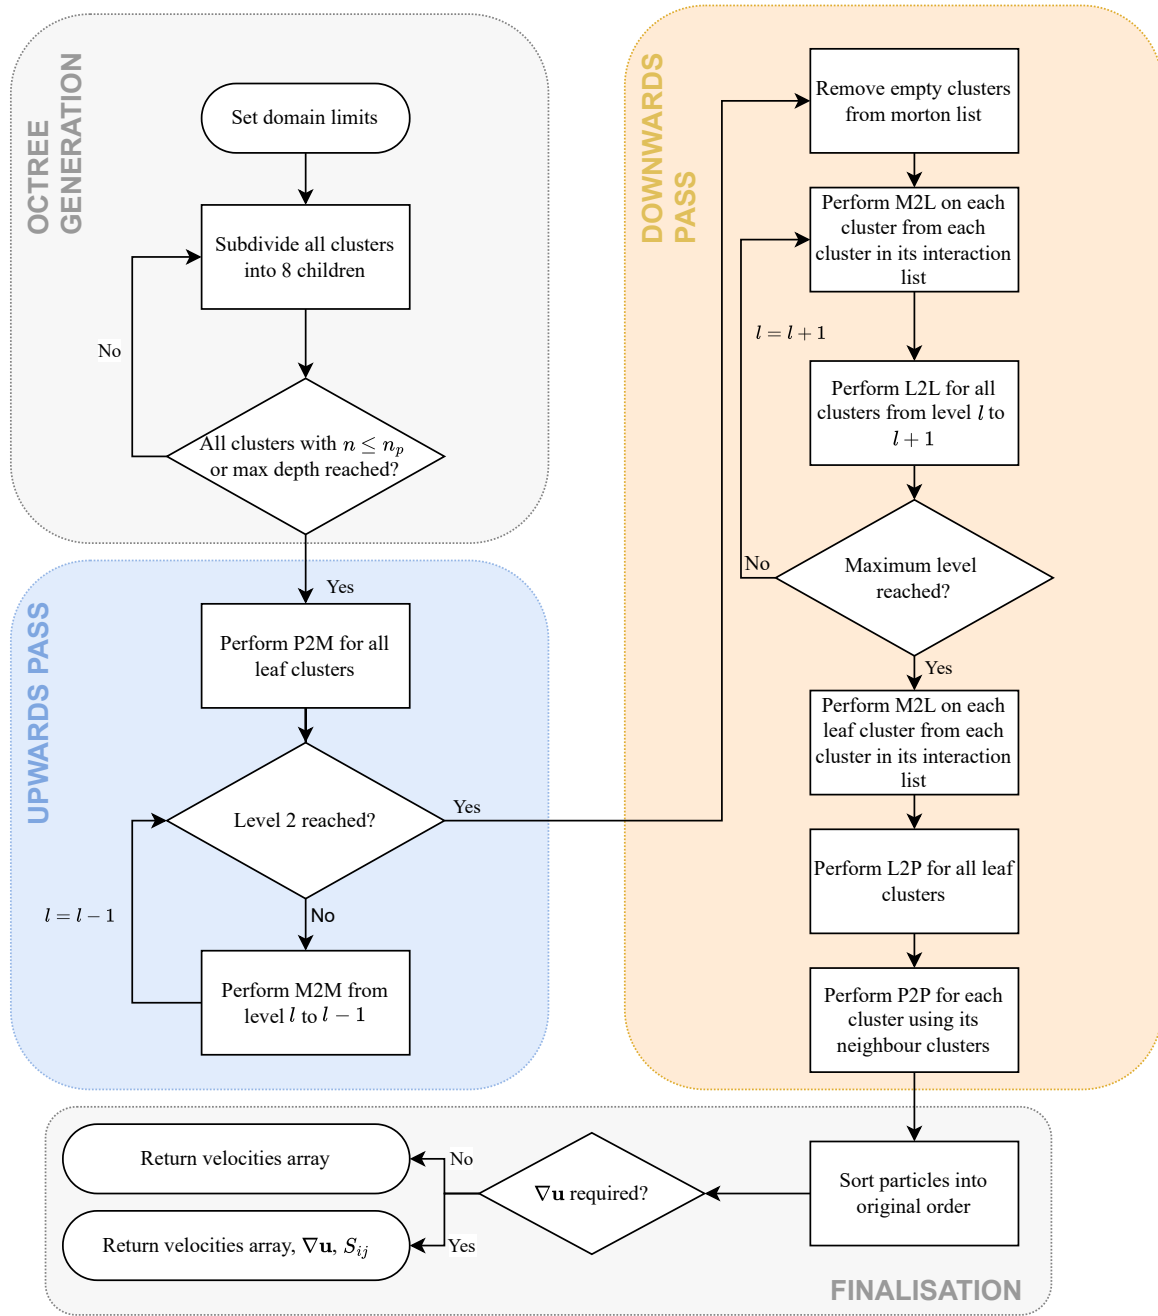 OCTREE
GENERATION
Set domain limits
Subdivide all clusters
into 8 children
No
All clusters with n ≤ n_p
or max depth reached?
Yes
UPWARDS PASS
Perform P2M for all
leaf clusters
Level 2 reached?
Yes
l = l − 1
No
Perform M2M from
level l to l − 1
DOWNWARDS
PASS
Remove empty clusters
from morton list
Perform M2L on each
cluster from each
cluster in its interaction
list
l = l + 1
Perform L2L for all
clusters from level l to
l + 1
No
Maximum level
reached?
Yes
Perform M2L on each
leaf cluster from each
cluster in its interaction
list
Perform L2P for all leaf
clusters
Perform P2P for each
cluster using its
neighbour clusters
Sort particles into
original order
∇u required?
No
Return velocities array
Yes
Return velocities array, ∇u, S_ij
FINALISATION